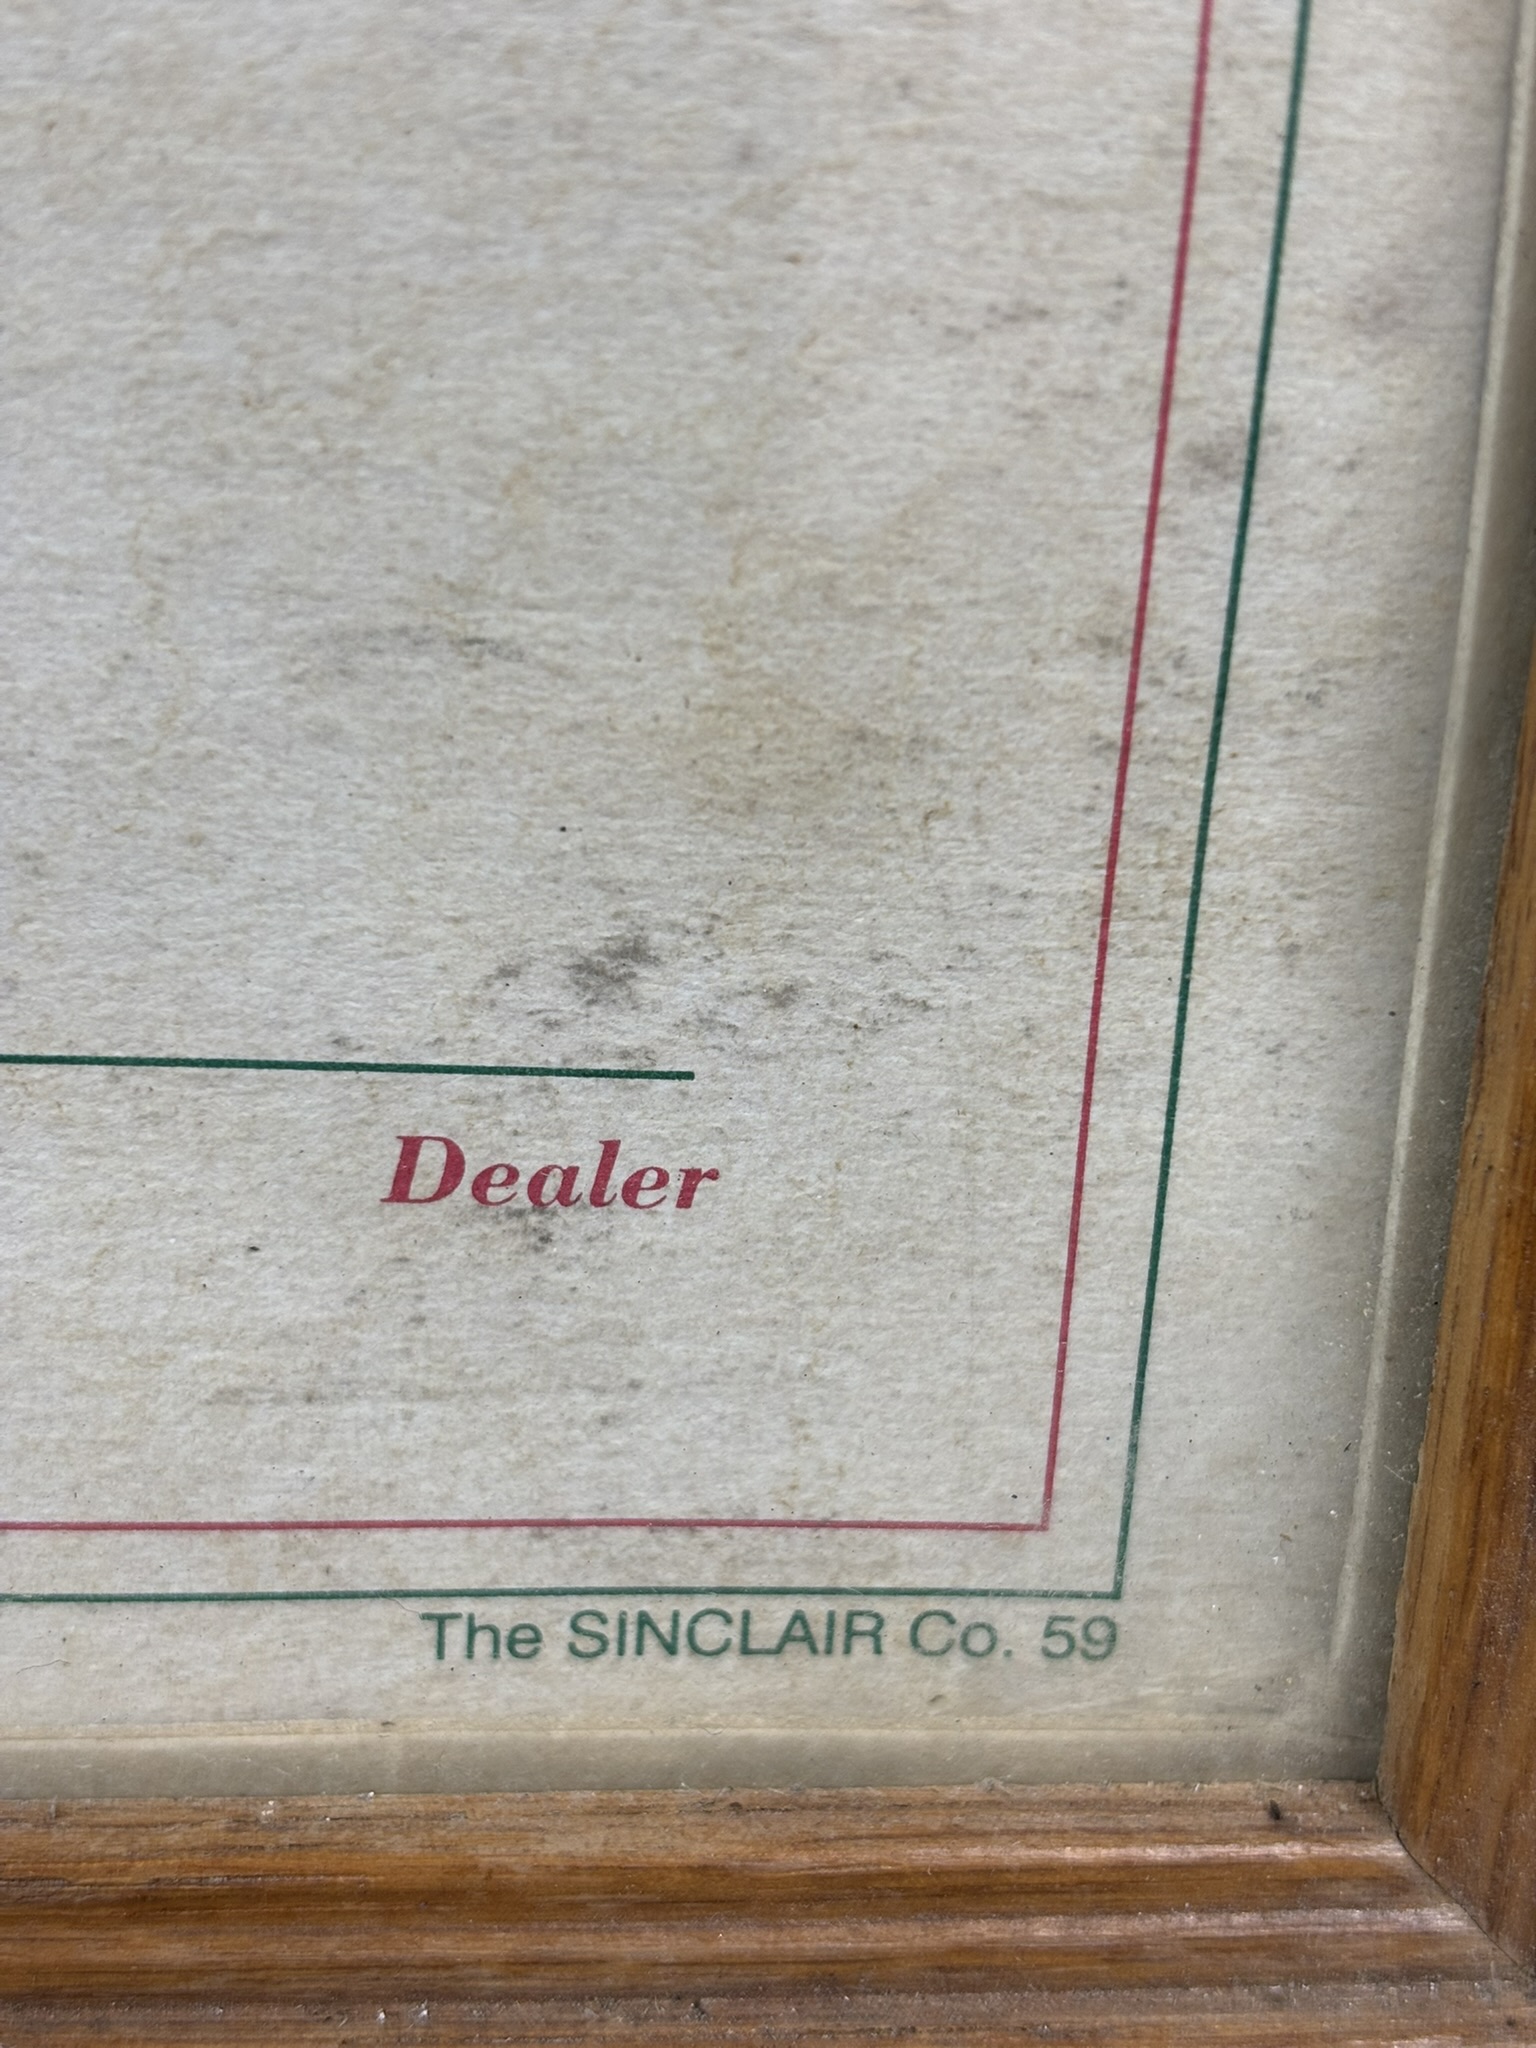 Dealer
The SINCLAIR Co. 59